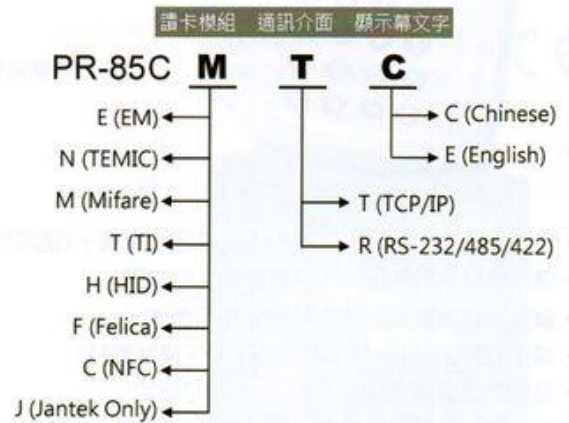 讀卡模組 通訊介面 顯示幕文字
PR-85C M T C
E (EM)
N (TEMIC)
M (Mifare)
T (TI)
H (HID)
F (Felica)
C (NFC)
J (Jantek Only)
C (Chinese)
E (English)
T (TCP/IP)
R (RS-232/485/422)